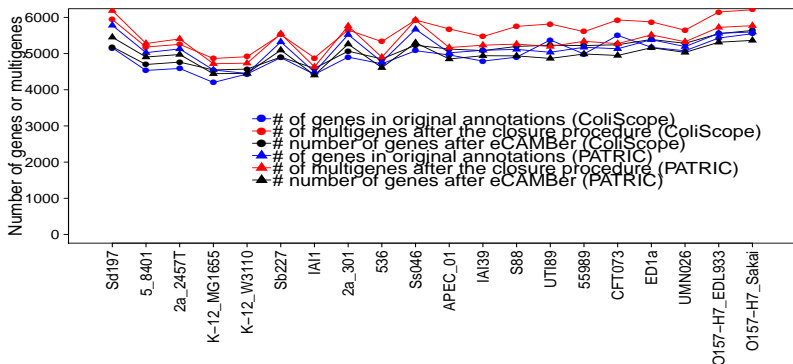 Number of genes or multigenes
6000
5000
4000
3000
2000
1000
0
# of genes in original annotations (ColiScope)
# of multigenes after the closure procedure (ColiScope)
# number of genes after eCAMBer (ColiScope)
# of genes in original annotations (PATRIC)
# of multigenes after the closure procedure (PATRIC)
# number of genes after eCAMBer (PATRIC)
Sd197
5_8401
2a_2457T
K−12_MG1655
K−12_W3110
Sb227
IAI1
2a_301
536
Ss046
APEC_01
IAI39
S88
UTI89
55989
CFT073
ED1a
UMN026
O157−H7_EDL933
O157−H7_Sakai